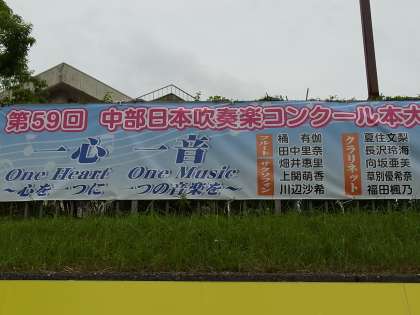 第59回 中部日本吹奏楽コンクール本大
一心 一音
One Heart One Music
～心を一つに 一つの音楽を～
フルート サクソフォン
橘 有伽
田中里奈
畑井恵里
上関萌香
川辺沙希
クラリネット
夏住文梨
長沢玲海
向坂亜美
草別優希奈
福田楓乃